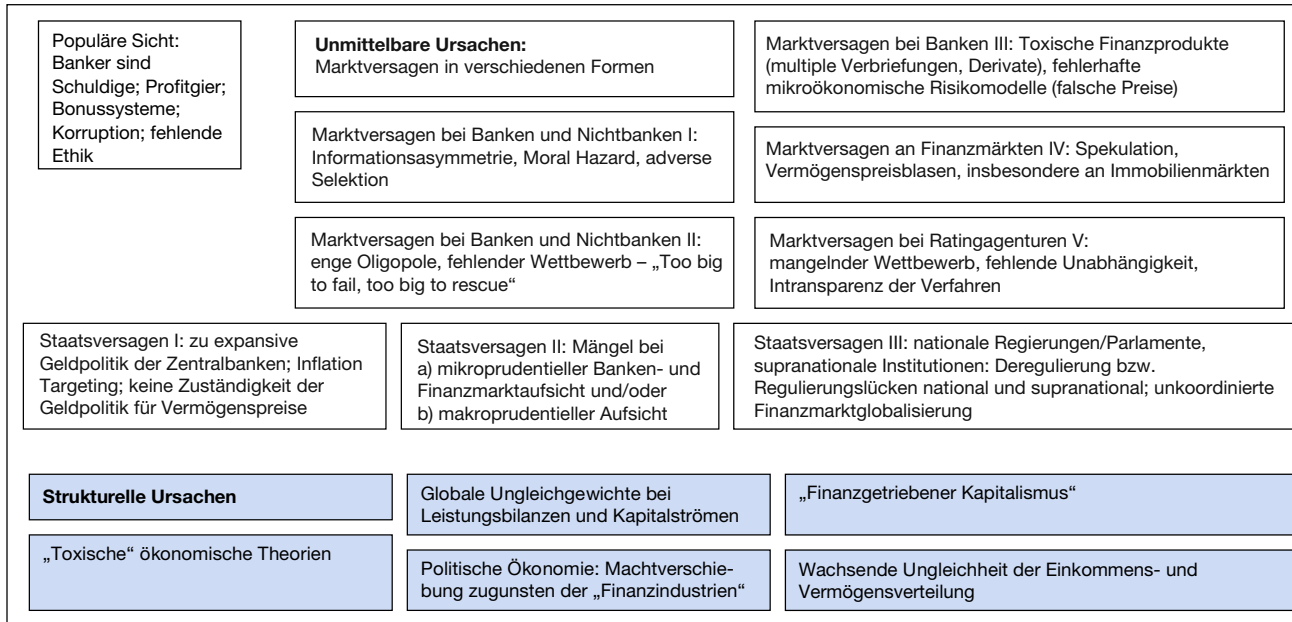 Populäre Sicht:
Banker sind
Schuldige; Profitgier;
Bonussysteme;
Korruption; fehlende
Ethik
Unmittelbare Ursachen:
Marktversagen in verschiedenen Formen
Marktversagen bei Banken III: Toxische Finanzprodukte
(multiple Verbriefungen, Derivate), fehlerhafte
mikroökonomische Risikomodelle (falsche Preise)
Marktversagen bei Banken und Nichtbanken I:
Informationsasymmetrie, Moral Hazard, adverse
Selektion
Marktversagen an Finanzmärkten IV: Spekulation,
Vermögenspreisblasen, insbesondere an Immobilienmärkten
Marktversagen bei Banken und Nichtbanken II:
enge Oligopole, fehlender Wettbewerb – „Too big
to fail, too big to rescue“
Marktversagen bei Ratingagenturen V:
mangelnder Wettbewerb, fehlende Unabhängigkeit,
Intransparenz der Verfahren
Staatsversagen I: zu expansive
Geldpolitik der Zentralbanken; Inflation
Targeting; keine Zuständigkeit der
Geldpolitik für Vermögenspreise
Staatsversagen II: Mängel bei
a) mikroprudentieller Banken- und
Finanzmarktaufsicht und/oder
b) makroprudentieller Aufsicht
Staatsversagen III: nationale Regierungen/Parlamente,
supranationale Institutionen: Deregulierung bzw.
Regulierungslücken national und supranational; unkoordinierte
Finanzmarktglobalisierung
Strukturelle Ursachen
Globale Ungleichgewichte bei
Leistungsbilanzen und Kapitalströmen
„Finanzgetriebener Kapitalismus“
„Toxische“ ökonomische Theorien
Politische Ökonomie: Machtverschie-
bung zugunsten der „Finanzindustrien“
Wachsende Ungleichheit der Einkommens- und
Vermögensverteilung